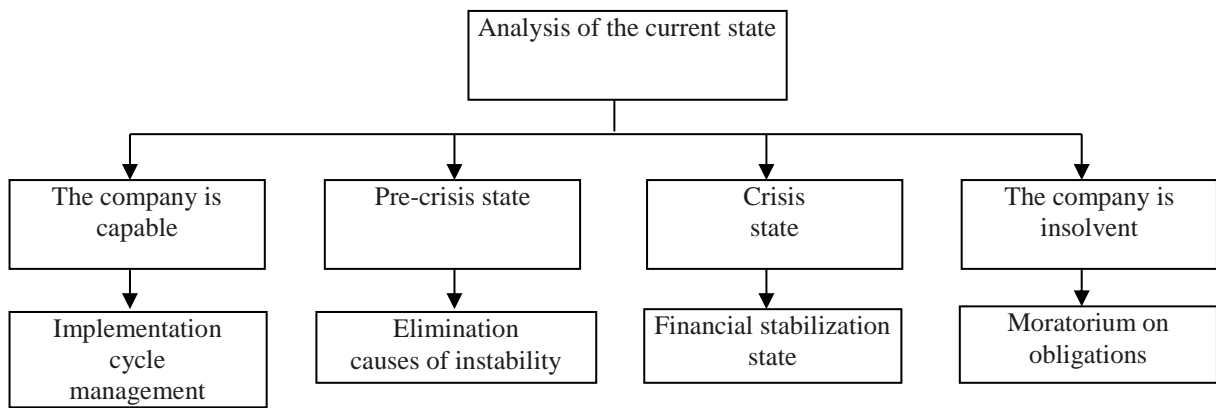 Analysis of the current state
The company is
capable
Pre-crisis state
Crisis
state
The company is
insolvent
Implementation
cycle
management
Elimination
causes of instability
Financial stabilization
state
Moratorium on
obligations